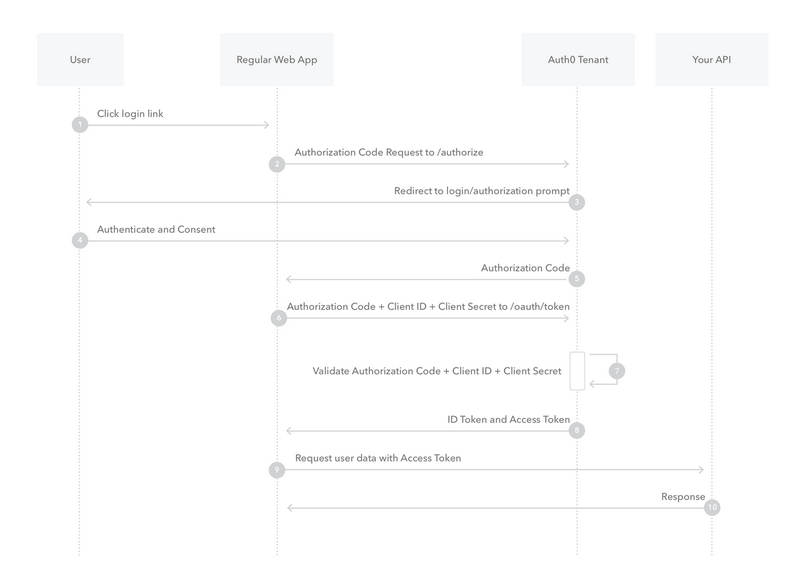 User
Regular Web App
Auth0 Tenant
Your API
Click login link
1
Authorization Code Request to /authorize
2
Redirect to login/authorization prompt
3
Authenticate and Consent
4
Authorization Code
5
Authorization Code + Client ID + Client Secret to /oauth/token
6
Validate Authorization Code + Client ID + Client Secret
7
ID Token and Access Token
8
Request user data with Access Token
9
Response
10